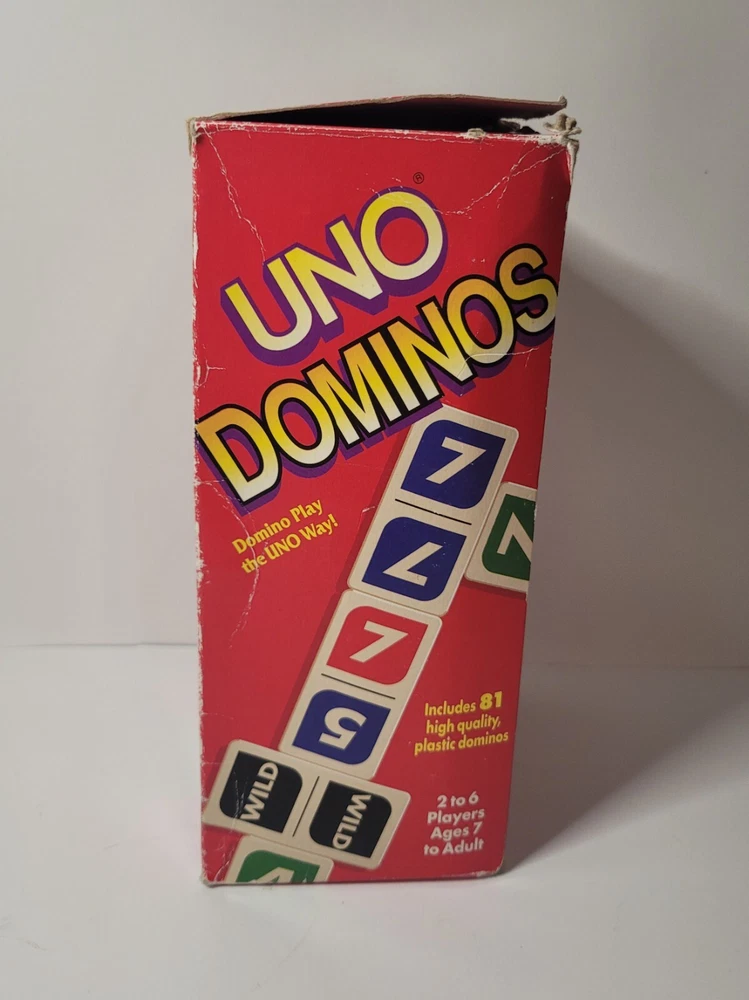 UNO®
DOMINOS
Domino Play
the UNO Way!
7
7
7
7
5
Includes 81
high quality,
plastic dominos
WILD
WILD
2 to 6
Players
Ages 7
to Adult